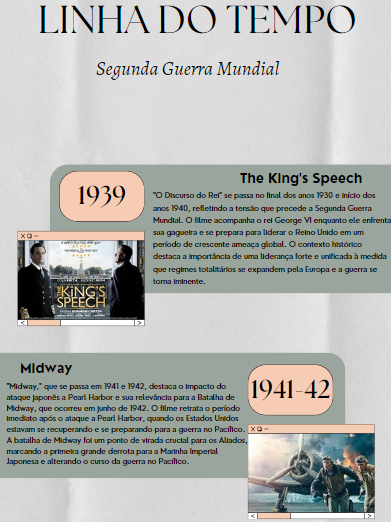 LINHA DO TEMPO
Segunda Guerra Mundial
1939
The King's Speech
"O Discurso do Rei" se passa no final dos anos 1930 e início dos
anos 1940, refletindo a tensão que precede a Segunda Guerra
Mundial. O filme acompanha o rei George VI enquanto ele enfrenta
sua gagueira e se prepara para liderar o Reino Unido em um
período de crescente ameaça global. O contexto histórico
destaca a importância de uma liderança forte e unificada à medida
que regimes totalitários se expandem pela Europa e a guerra se
torna iminente.
THE KING'S
SPEECH
Midway
"Midway," que se passa em 1941 e 1942, destaca o impacto do
ataque japonês a Pearl Harbor e sua relevância para a Batalha de
Midway, que ocorreu em junho de 1942. O filme retrata o período
imediato após o ataque a Pearl Harbor, quando os Estados Unidos
estavam se recuperando e se preparando para a guerra no Pacífico.
A batalha de Midway foi um ponto de virada crucial para os Aliados,
marcando a primeira grande derrota para a Marinha Imperial
Japonesa e alterando o curso da guerra no Pacífico.
1941-42